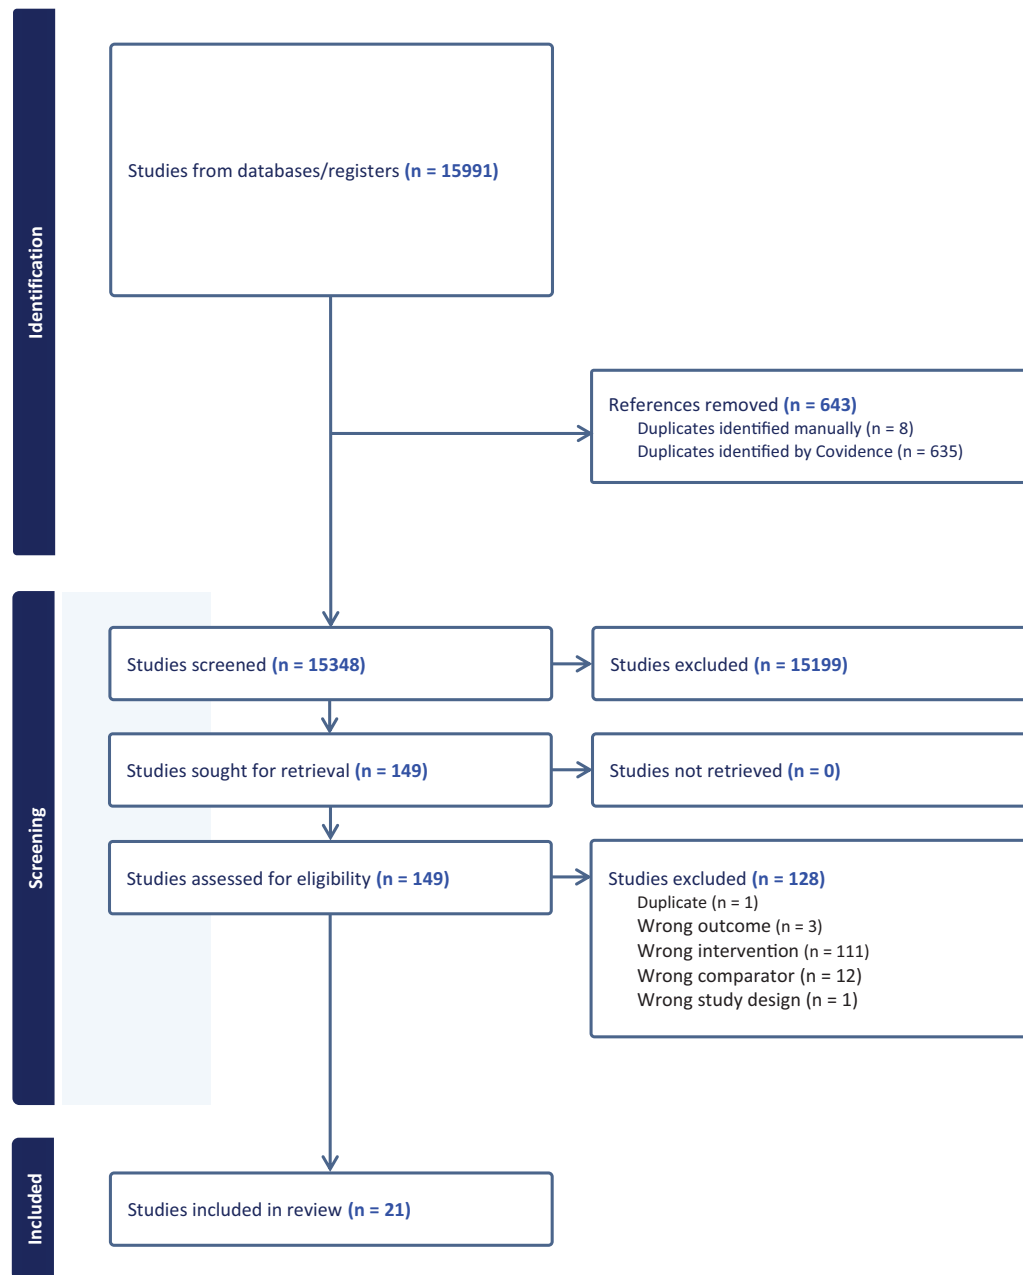 Identification
Studies from databases/registers (n = 15991)
References removed (n = 643)
Duplicates identified manually (n = 8)
Duplicates identified by Covidence (n = 635)
Screening
Studies screened (n = 15348)
Studies excluded (n = 15199)
Studies sought for retrieval (n = 149)
Studies not retrieved (n = 0)
Studies assessed for eligibility (n = 149)
Studies excluded (n = 128)
Duplicate (n = 1)
Wrong outcome (n = 3)
Wrong intervention (n = 111)
Wrong comparator (n = 12)
Wrong study design (n = 1)
Included
Studies included in review (n = 21)